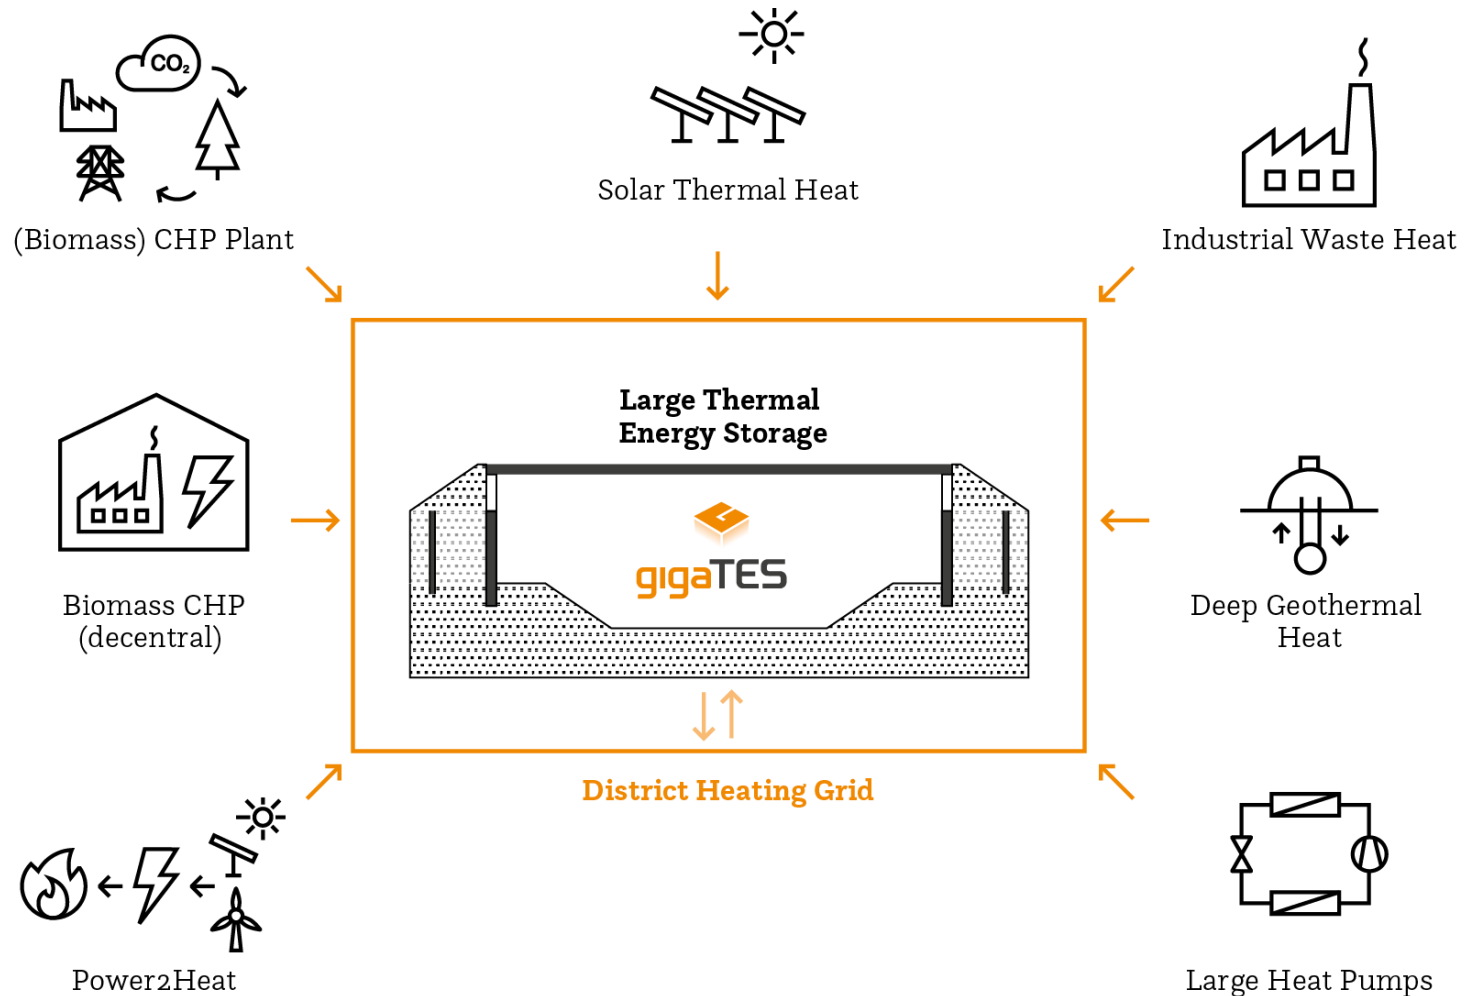 CO₂
Solar Thermal Heat
(Biomass) CHP Plant
Industrial Waste Heat
Large Thermal
Energy Storage
gigaTES
Biomass CHP
(decentral)
Deep Geothermal
Heat
District Heating Grid
Power2Heat
Large Heat Pumps